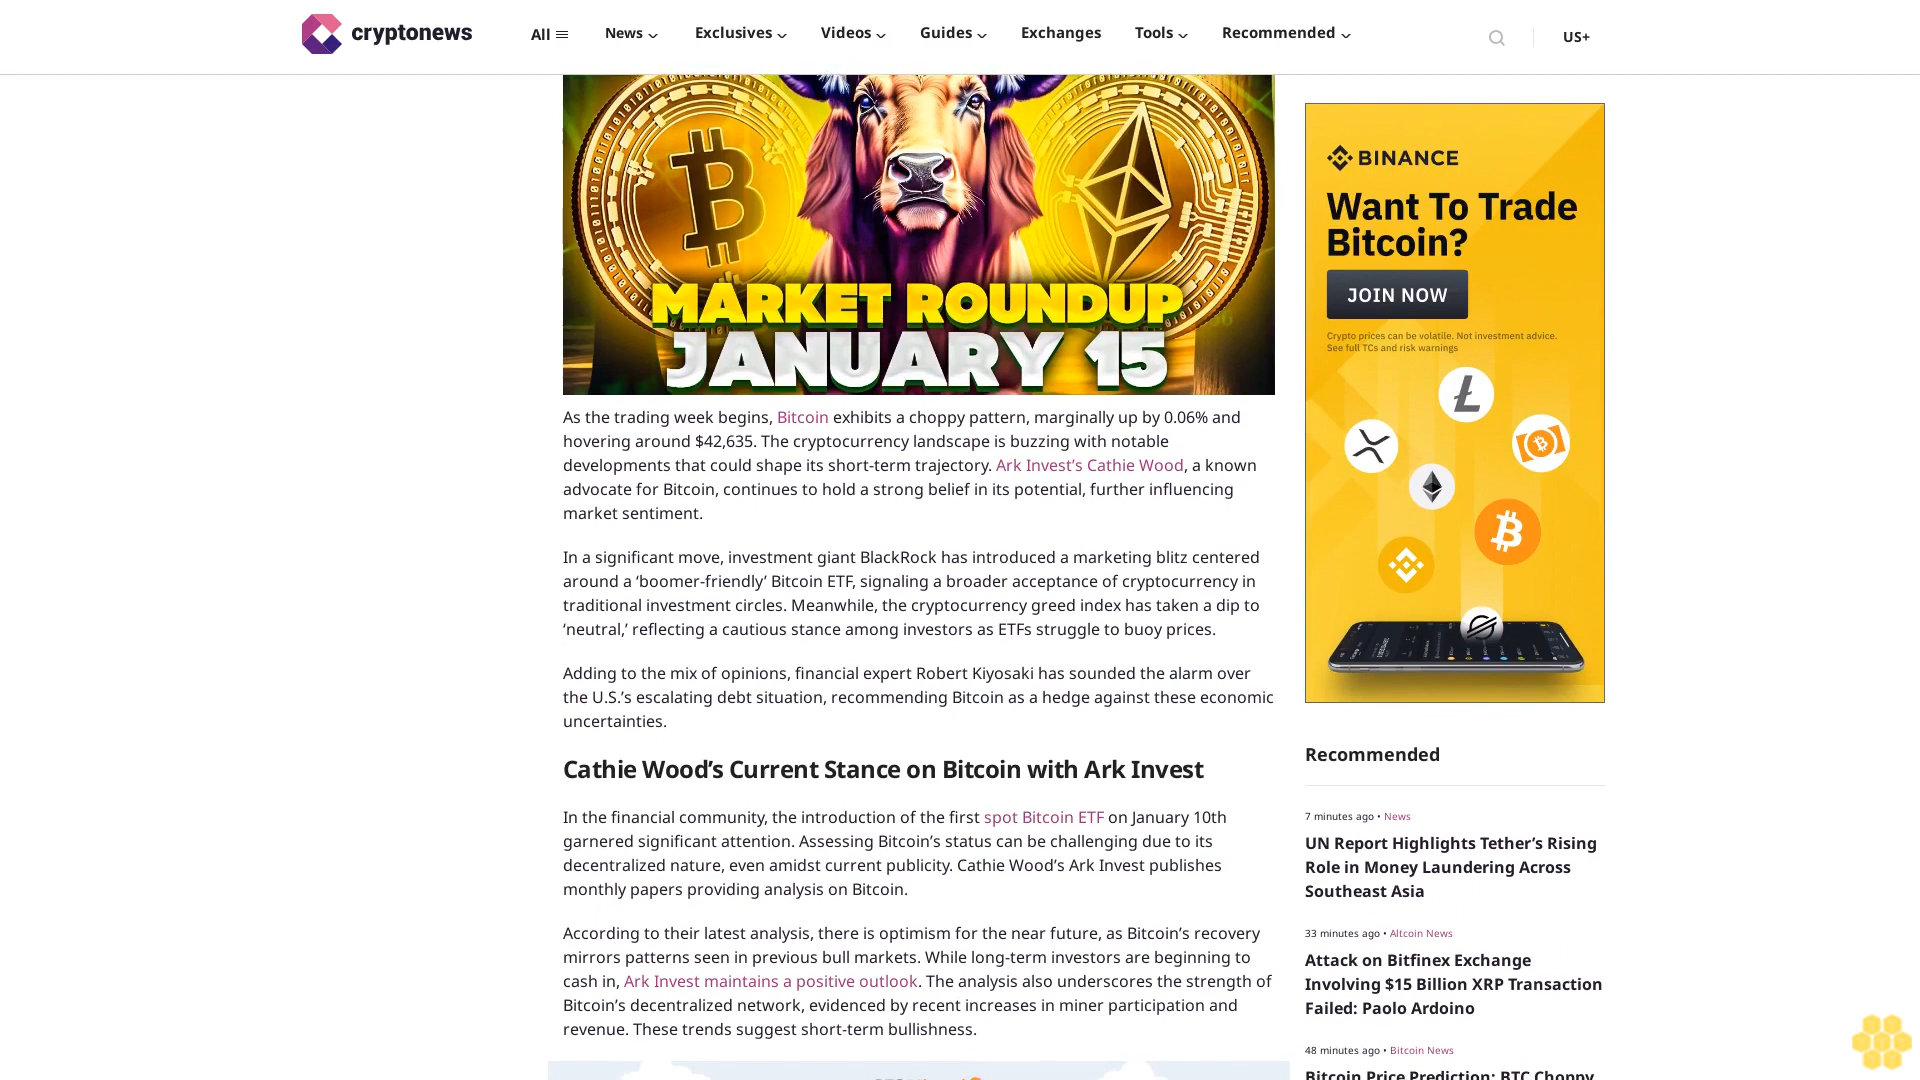 cryptonews
All
News
Exclusives
Videos
Guides
Exchanges
Tools
Recommended
US+
MARKET ROUNDUP
JANUARY 15
As the trading week begins, Bitcoin exhibits a choppy pattern, marginally up by 0.06% and
hovering around $42,635. The cryptocurrency landscape is buzzing with notable
developments that could shape its short-term trajectory. Ark Invest’s Cathie Wood, a known
advocate for Bitcoin, continues to hold a strong belief in its potential, further influencing
market sentiment.
In a significant move, investment giant BlackRock has introduced a marketing blitz centered
around a ‘boomer-friendly’ Bitcoin ETF, signaling a broader acceptance of cryptocurrency in
traditional investment circles. Meanwhile, the cryptocurrency greed index has taken a dip to
‘neutral,’ reflecting a cautious stance among investors as ETFs struggle to buoy prices.
Adding to the mix of opinions, financial expert Robert Kiyosaki has sounded the alarm over
the U.S.’s escalating debt situation, recommending Bitcoin as a hedge against these economic
uncertainties.
Cathie Wood’s Current Stance on Bitcoin with Ark Invest
In the financial community, the introduction of the first spot Bitcoin ETF on January 10th
garnered significant attention. Assessing Bitcoin’s status can be challenging due to its
decentralized nature, even amidst current publicity. Cathie Wood’s Ark Invest publishes
monthly papers providing analysis on Bitcoin.
According to their latest analysis, there is optimism for the near future, as Bitcoin’s recovery
mirrors patterns seen in previous bull markets. While long-term investors are beginning to
cash in, Ark Invest maintains a positive outlook. The analysis also underscores the strength of
Bitcoin’s decentralized network, evidenced by recent increases in miner participation and
revenue. These trends suggest short-term bullishness.
BINANCE
Want To Trade
Bitcoin?
JOIN NOW
Crypto prices can be volatile. Not investment advice.
See full TCs and risk warnings
Recommended
7 minutes ago • News
UN Report Highlights Tether’s Rising
Role in Money Laundering Across
Southeast Asia
33 minutes ago • Altcoin News
Attack on Bitfinex Exchange
Involving $15 Billion XRP Transaction
Failed: Paolo Ardoino
48 minutes ago • Bitcoin News
Bitcoin Price Prediction: BTC Choppy